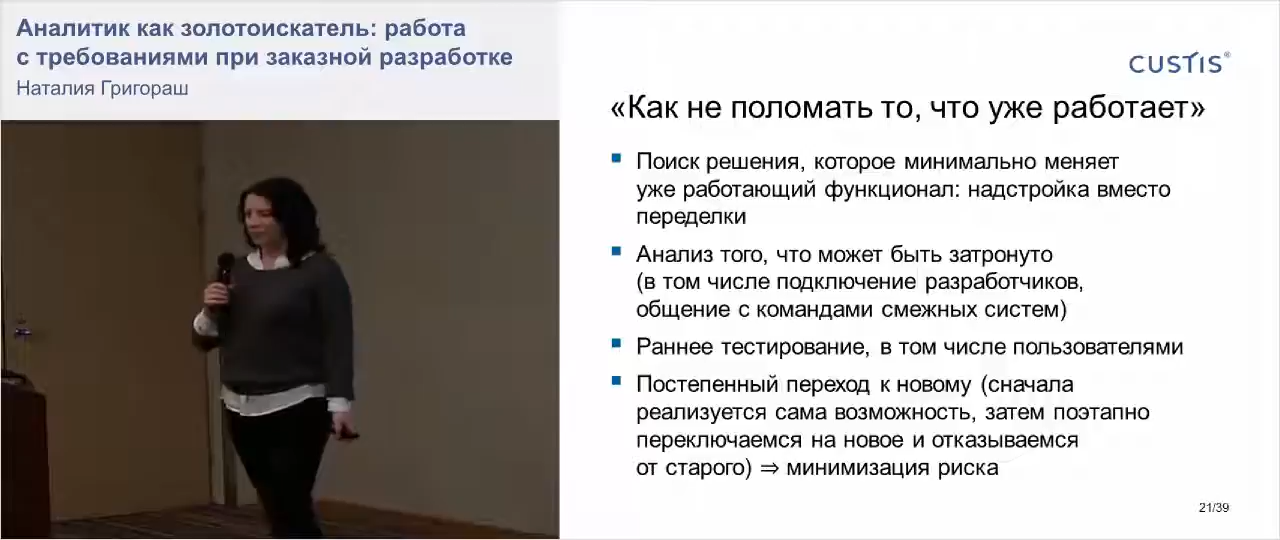 Аналитик как золотоискатель: работа
с требованиями при заказной разработке
Наталия Григораш
CUSTIS®
«Как не поломать то, что уже работает»
Поиск решения, которое минимально меняет
уже работающий функционал: надстройка вместо
переделки
Анализ того, что может быть затронуто
(в том числе подключение разработчиков,
общение с командами смежных систем)
Раннее тестирование, в том числе пользователями
Постепенный переход к новому (сначала
реализуется сама возможность, затем поэтапно
переключаемся на новое и отказываемся
от старого) ⇒ минимизация риска
21/39